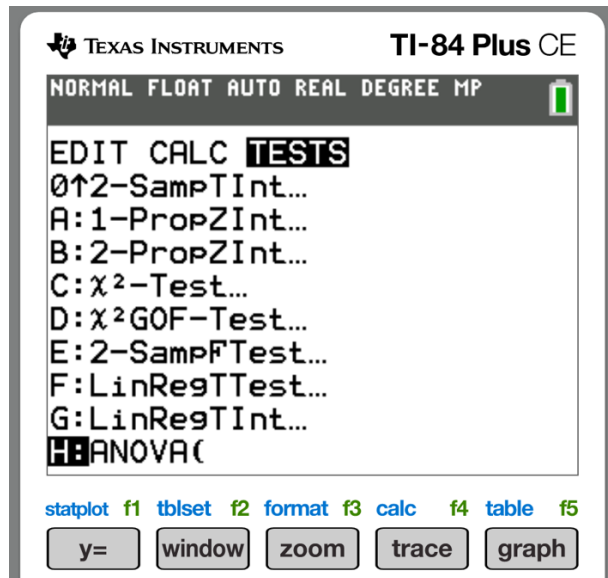 TEXAS INSTRUMENTS TI-84 Plus CE
NORMAL FLOAT AUTO REAL DEGREE MP
EDIT CALC TESTS
0↑2-SampTInt…
A:1-PropZInt…
B:2-PropZInt…
C:χ²-Test…
D:χ²GOF-Test…
E:2-SampFTest…
F:LinRegTTest…
G:LinRegTInt…
H:ANOVA(
statplot f1 tblset f2 format f3 calc f4 table f5
y= window zoom trace graph